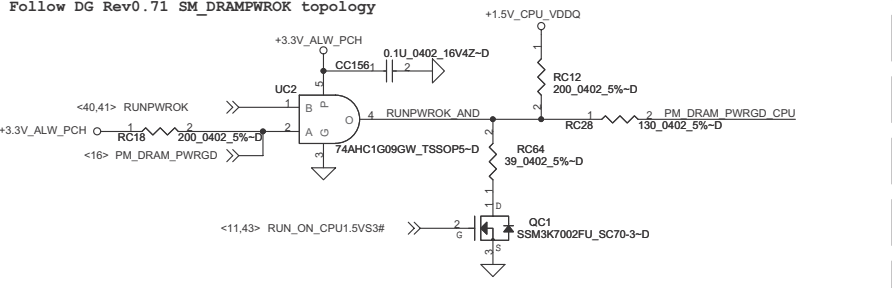 Follow DG Rev0.71 SM_DRAMPWROK topology
+1.5V_CPU_VDDQ
+3.3V_ALW_PCH
0.1U_0402_16V4Z~D
CC156
1
2
1
RC12
200_0402_5%~D
2
5
UC2
<40,41> RUNPWROK
1
B
P
O
4
RUNPWROK_AND
+3.3V_ALW_PCH
1
2
RC18
200_0402_5%~D
2
A
G
3
74AHC1G09GW_TSSOP5~D
<16> PM_DRAM_PWRGD
1
2
RC28
130_0402_5%~D
PM_DRAM_PWRGD_CPU
2
RC64
39_0402_5%~D
1
<11,43> RUN_ON_CPU1.5VS3#
2
G
1
D
QC1
SSM3K7002FU_SC70-3~D
S
3